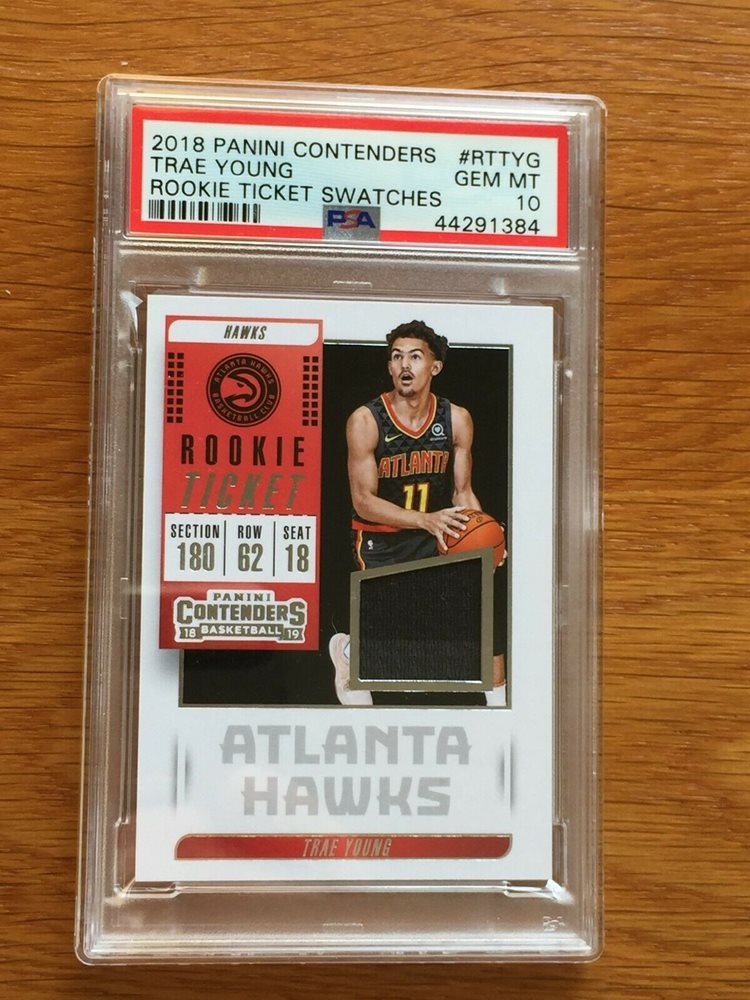 2018 PANINI CONTENDERS #RTTYG
TRAE YOUNG GEM MT
ROOKIE TICKET SWATCHES 10
PSA 44291384
HAWKS
ATLANTA HAWKS
BASKETBALL CLUB
ROOKIE
TICKET
SECTION ROW SEAT
180 62 18
PANINI
CONTENDERS
18 BASKETBALL 19
ATLANTA
11
ATLANTA
HAWKS
TRAE YOUNG